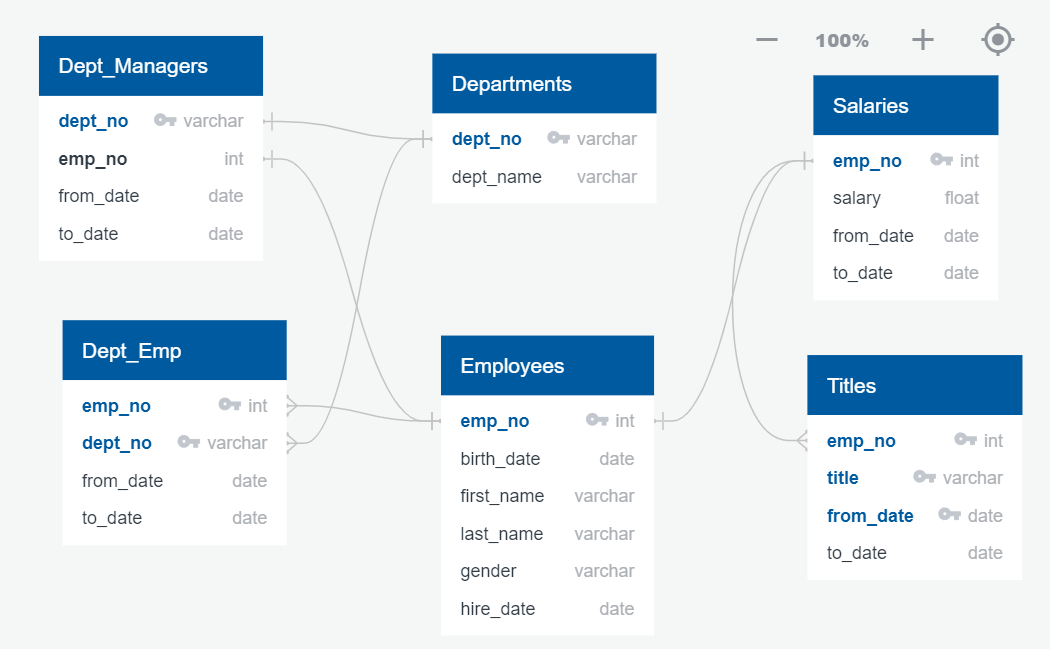 100%
Dept_Managers
dept_no varchar
emp_no int
from_date date
to_date date
Departments
dept_no varchar
dept_name varchar
Salaries
emp_no int
salary float
from_date date
to_date date
Dept_Emp
emp_no int
dept_no varchar
from_date date
to_date date
Employees
emp_no int
birth_date date
first_name varchar
last_name varchar
gender varchar
hire_date date
Titles
emp_no int
title varchar
from_date date
to_date date